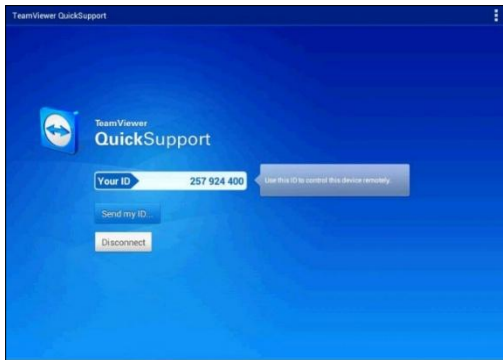 TeamViewer QuickSupport
TeamViewer
QuickSupport
Your ID 257 924 400
Use this ID to control this device remotely.
Send my ID...
Disconnect